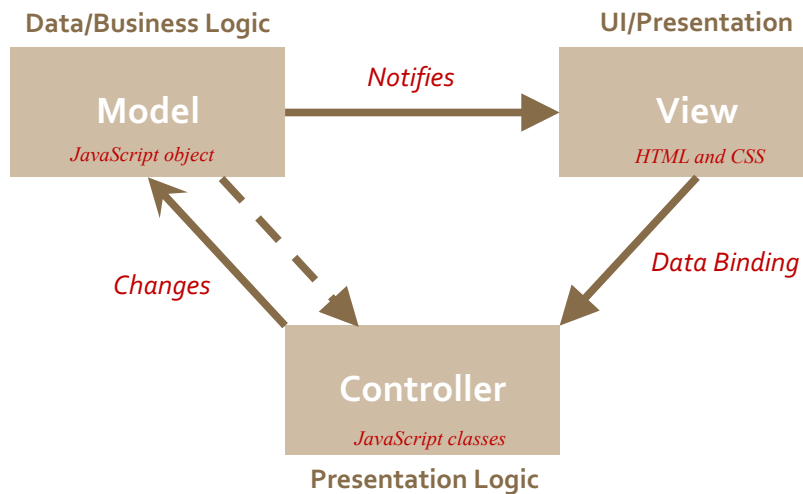 Data/Business Logic
UI/Presentation
Model
JavaScript object
Notifies
View
HTML and CSS
Changes
Data Binding
Controller
JavaScript classes
Presentation Logic